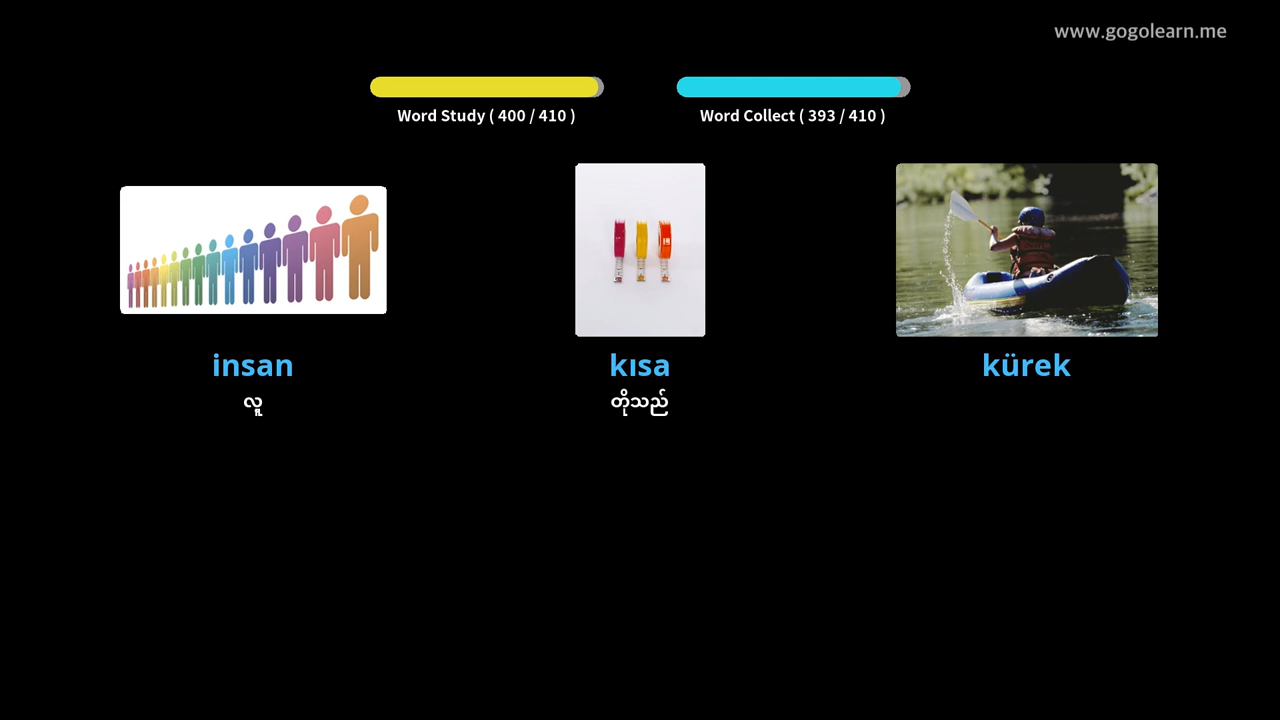 www.gogolearn.me
Word Study ( 400 / 410 )
Word Collect ( 393 / 410 )
insan
kısa
kürek
လူ
တိုသည်